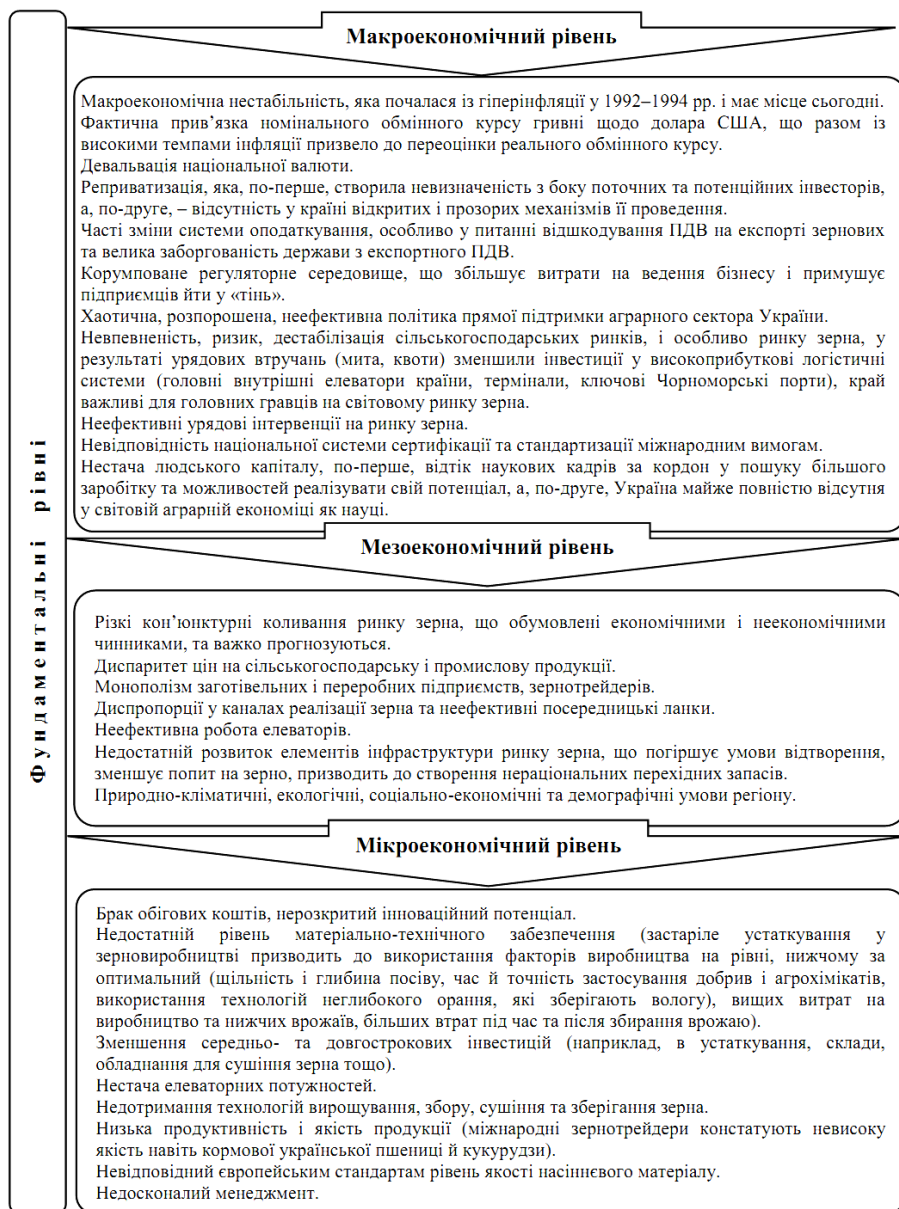 Фундаментальні рівні
Макроекономічний рівень
Макроекономічна нестабільність, яка почалася із гіперінфляції у 1992–1994 рр. і має місце сьогодні.
Фактична прив’язка номінального обмінного курсу гривні щодо долара США, що разом із
високими темпами інфляції призвело до переоцінки реального обмінного курсу.
Девальвація національної валюти.
Реприватизація, яка, по-перше, створила невизначеність з боку поточних та потенційних інвесторів,
а, по-друге, – відсутність у країні відкритих і прозорих механізмів її проведення.
Часті зміни системи оподаткування, особливо у питанні відшкодування ПДВ на експорті зернових
та велика заборгованість держави з експортного ПДВ.
Корумповане регуляторне середовище, що збільшує витрати на ведення бізнесу і примушує
підприємців йти у «тінь».
Хаотична, розпорошена, неефективна політика прямої підтримки аграрного сектора України.
Невпевненість, ризик, дестабілізація сільськогосподарських ринків, і особливо ринку зерна, у
результаті урядових втручань (мита, квоти) зменшили інвестиції у високоприбуткові логістичні
системи (головні внутрішні елеватори країни, термінали, ключові Чорноморські порти), край
важливі для головних гравців на світовому ринку зерна.
Неефективні урядові інтервенції на ринку зерна.
Невідповідність національної системи сертифікації та стандартизації міжнародним вимогам.
Нестача людського капіталу, по-перше, відтік наукових кадрів за кордон у пошуку більшого
заробітку та можливостей реалізувати свій потенціал, а, по-друге, Україна майже повністю відсутня
у світовій аграрній економіці як науці.
Мезоекономічний рівень
Різкі кон’юнктурні коливання ринку зерна, що обумовлені економічними і неекономічними
чинниками, та важко прогнозуються.
Диспаритет цін на сільськогосподарську і промислову продукції.
Монополізм заготівельних і переробних підприємств, зернотрейдерів.
Диспропорції у каналах реалізації зерна та неефективні посередницькі ланки.
Неефективна робота елеваторів.
Недостатній розвиток елементів інфраструктури ринку зерна, що погіршує умови відтворення,
зменшує попит на зерно, призводить до створення нераціональних перехідних запасів.
Природно-кліматичні, екологічні, соціально-економічні та демографічні умови регіону.
Мікроекономічний рівень
Брак обігових коштів, нерозкритий інноваційний потенціал.
Недостатній рівень матеріально-технічного забезпечення (застаріле устаткування у
зерновиробництві призводить до використання факторів виробництва на рівні, нижчому за
оптимальний (щільність і глибина посіву, час й точність застосування добрив і агрохімікатів,
використання технологій неглибокого орання, які зберігають вологу), вищих витрат на
виробництво та нижчих врожаїв, більших втрат під час та після збирання врожаю).
Зменшення середньо- та довгострокових інвестицій (наприклад, в устаткування, склади,
обладнання для сушіння зерна тощо).
Нестача елеваторних потужностей.
Недотримання технологій вирощування, збору, сушіння та зберігання зерна.
Низька продуктивність і якість продукції (міжнародні зернотрейдери констатують невисоку
якість навіть кормової української пшениці й кукурудзи).
Невідповідний європейським стандартам рівень якості насіннєвого матеріалу.
Недосконалий менеджмент.